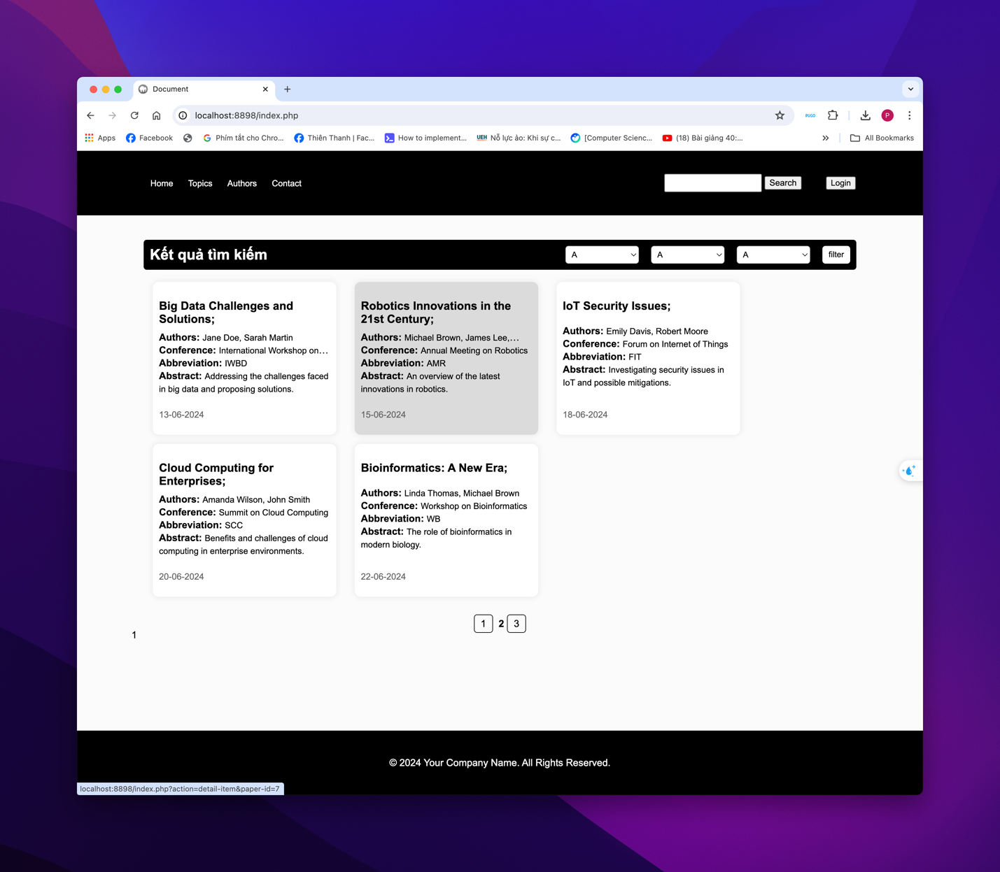 Document
localhost:8898/index.php
PUGO
P
Apps
Facebook
Phím tắt cho Chro...
Thiên Thanh | Fac...
How to implement...
UEH Nỗ lực ảo: Khi sự c...
[Computer Scienc...
(18) Bài giảng 40:...
All Bookmarks
Home Topics Authors Contact
Search
Login
Kết quả tìm kiếm
A
A
A
filter
Big Data Challenges and
Solutions;
Authors: Jane Doe, Sarah Martin
Conference: International Workshop on...
Abbreviation: IWBD
Abstract: Addressing the challenges faced
in big data and proposing solutions.
13-06-2024
Robotics Innovations in the
21st Century;
Authors: Michael Brown, James Lee,...
Conference: Annual Meeting on Robotics
Abbreviation: AMR
Abstract: An overview of the latest
innovations in robotics.
15-06-2024
IoT Security Issues;
Authors: Emily Davis, Robert Moore
Conference: Forum on Internet of Things
Abbreviation: FIT
Abstract: Investigating security issues in
IoT and possible mitigations.
18-06-2024
Cloud Computing for
Enterprises;
Authors: Amanda Wilson, John Smith
Conference: Summit on Cloud Computing
Abbreviation: SCC
Abstract: Benefits and challenges of cloud
computing in enterprise environments.
20-06-2024
Bioinformatics: A New Era;
Authors: Linda Thomas, Michael Brown
Conference: Workshop on Bioinformatics
Abbreviation: WB
Abstract: The role of bioinformatics in
modern biology.
22-06-2024
1 2 3
1
© 2024 Your Company Name. All Rights Reserved.
localhost:8898/index.php?action=detail-item&paper-id=7